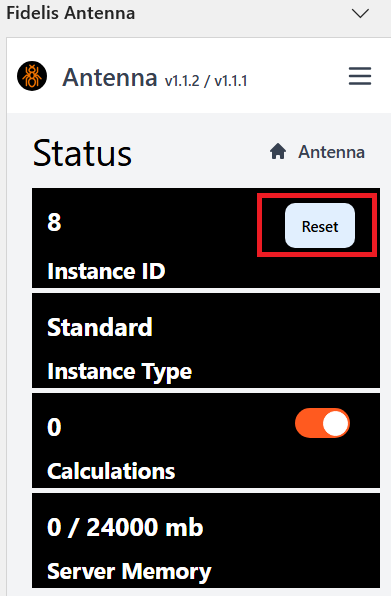 Fidelis Antenna
Antenna v1.1.2 / v1.1.1
Status
Antenna
8
Reset
Instance ID
Standard
Instance Type
0
Calculations
0 / 24000 mb
Server Memory